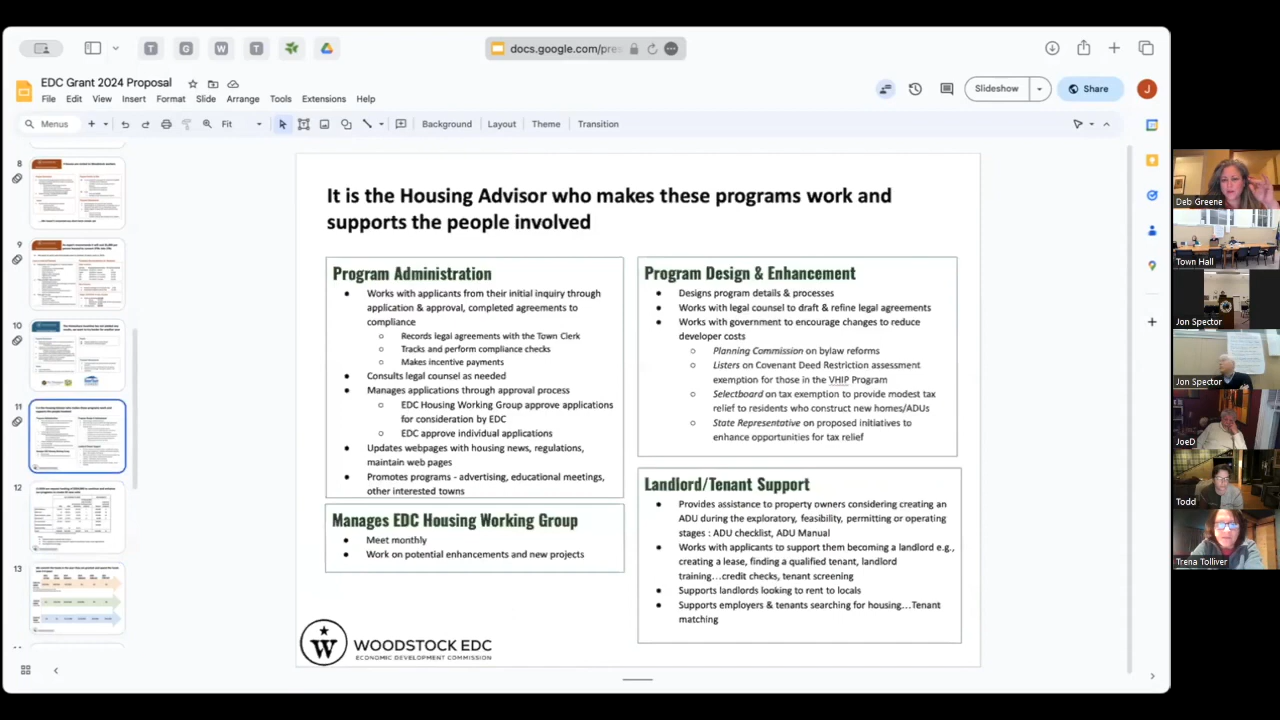 docs.google.com/pres
EDC Grant 2024 Proposal
File Edit View Insert Format Slide Arrange Tools Extensions Help
Slideshow
Share
J
Menus
Fit
Background
Layout
Theme
Transition
8
9
10
11
12
13
It is the Housing Advisor who makes these programs work and
supports the people involved
Program Administration
Works with applicants from their initial inquiry through
application & approval, completed agreements to
compliance
Records legal agreements with the Town Clerk
Tracks and perform compliance checks
Makes incentive payments
Consults legal counsel as needed
Manages applications through approval process
EDC Housing Working Group approve applications
for consideration by EDC
EDC approve individual applications
Updates webpages with housing news, regulations,
maintain web pages
Promotes programs - advertising, educational meetings,
other interested towns
Manages EDC Housing Working Group
Meet monthly
Work on potential enhancements and new projects
Program Design & Enhancement
Designs program details & processes
Works with legal counsel to draft & refine legal agreements
Works with government to encourage changes to reduce
developer costs
Planning Commission on bylaw reforms
Listers on Covenant Deed Restriction assessment
exemption for those in the VHIP Program
Selectboard on tax exemption to provide modest tax
relief to residents who construct new homes/ADUs
State Representative on proposed initiatives to
enhance opportunities for tax relief
Landlord/Tenant Support
Provides assistance to property owners considering creating an
ADU during the exploratory, feasibility, permitting or operating
stages : ADU checklist, ADU Manual
Works with applicants to support them becoming a landlord e.g.,
creating a lease, finding a qualified tenant, landlord
training...credit checks, tenant screening
Supports landlords looking to rent to locals
Supports employers & tenants searching for housing...Tenant
matching
W
WOODSTOCK EDC
ECONOMIC DEVELOPMENT COMMISSION
Deb Greene
Town Hall
Jon Spector
Jon Spector
JoeD
Todd
Trena Tolliver